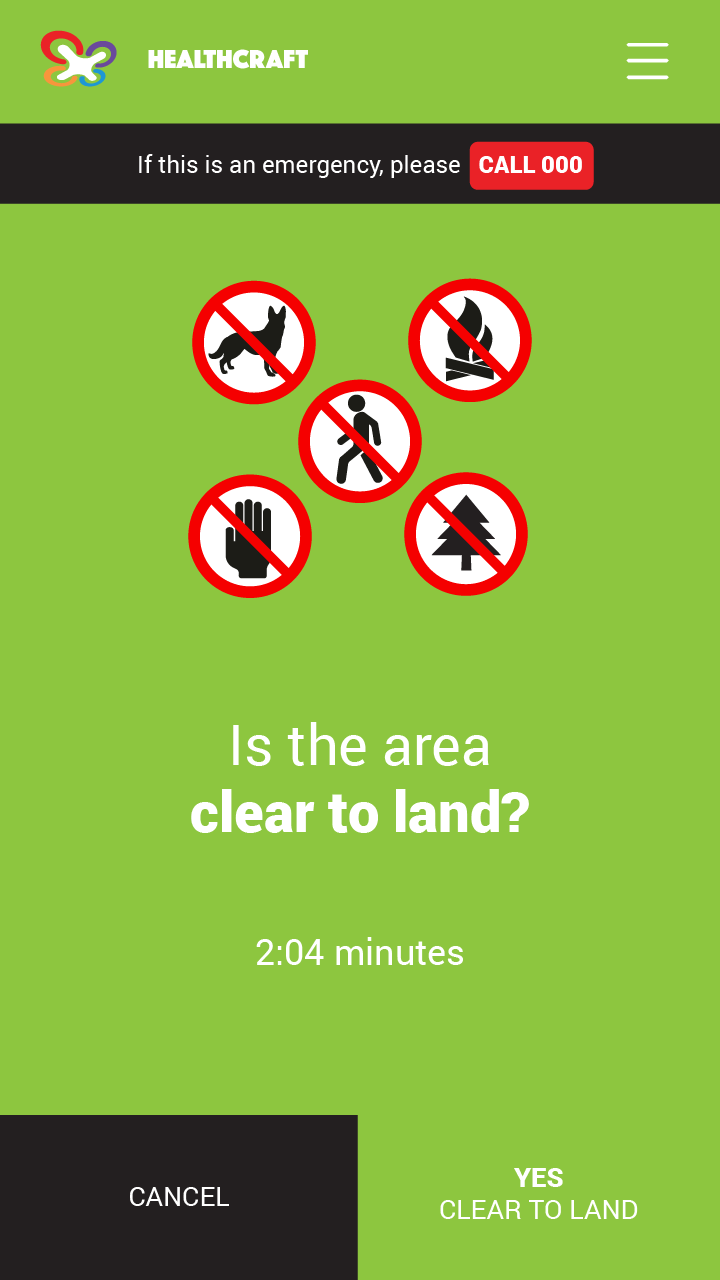 HEALTHCRAFT
If this is an emergency, please CALL 000
Is the area
clear to land?
2:04 minutes
CANCEL
YES
CLEAR TO LAND